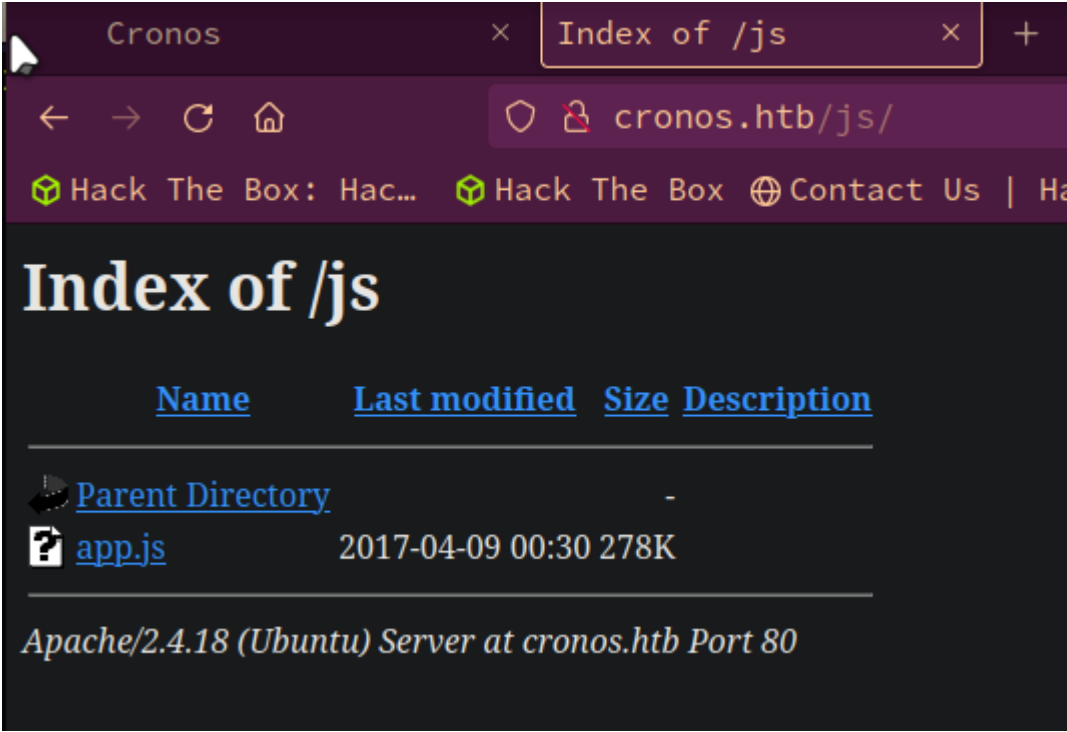 Cronos
Index of /js
cronos.htb/js/
Hack The Box: Hac… Hack The Box Contact Us | Ha
Index of /js
Name Last modified Size Description
Parent Directory -
app.js 2017-04-09 00:30 278K
Apache/2.4.18 (Ubuntu) Server at cronos.htb Port 80